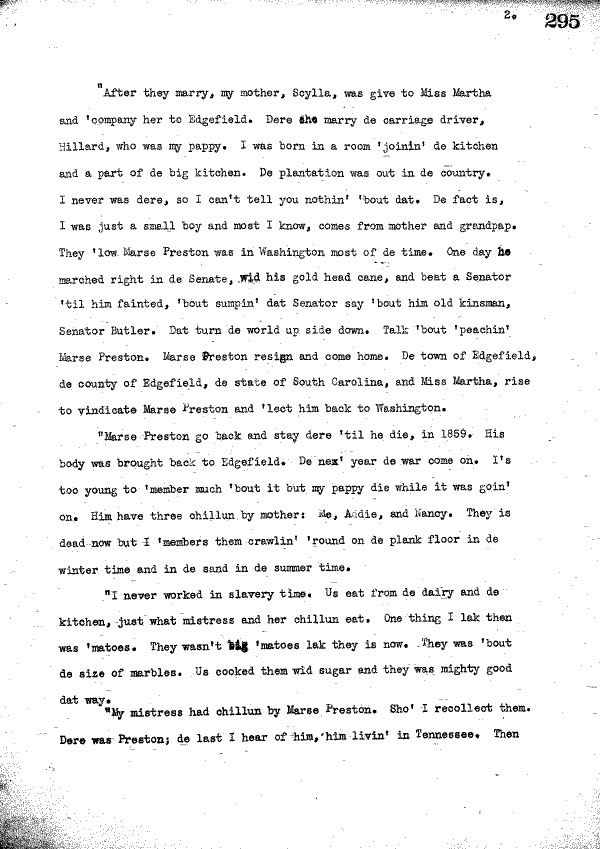 2.
295
"After they marry, my mother, Scylla, was give to Miss Martha
and 'company her to Edgefield. Dere she marry de carriage driver,
Hillard, who was my pappy. I was born in a room 'joinin' de kitchen
and a part of de big kitchen. De plantation was out in de country.
I never was dere, so I can't tell you nothin' 'bout dat. De fact is,
I was just a small boy and most I know, comes from mother and grandpap.
They 'low Marse Preston was in Washington most of de time. One day he
marched right in de Senate, wid his gold head cane, and beat a Senator
'til him fainted, 'bout sumpin' dat Senator say 'bout him old kinsman,
Senator Butler. Dat turn de world up side down. Talk 'bout 'peachin'
Marse Preston. Marse Preston resign and come home. De town of Edgefield,
de county of Edgefield, de state of South Carolina, and Miss Martha, rise
to vindicate Marse Preston and 'lect him back to Washington.
"Marse Preston go back and stay dere 'til he die, in 1859. His
body was brought back to Edgefield. De nex' year de war come on. I's
too young to 'member much 'bout it but my pappy die while it was goin'
on. Him have three chillun by mother: Me, Addie, and Nancy. They is
dead now but I 'members them crawlin' 'round on de plank floor in de
winter time and in de sand in de summer time.
"I never worked in slavery time. Us eat from de dairy and de
kitchen, just what mistress and her chillun eat. One thing I lak then
was 'matoes. They wasn't big 'matoes lak they is now. They was 'bout
de size of marbles. Us cooked them wid sugar and they was mighty good
dat way.
"My mistress had chillun by Marse Preston. Sho' I recollect them.
Dere was Preston; de last I hear of him, him livin' in Tennessee. Then